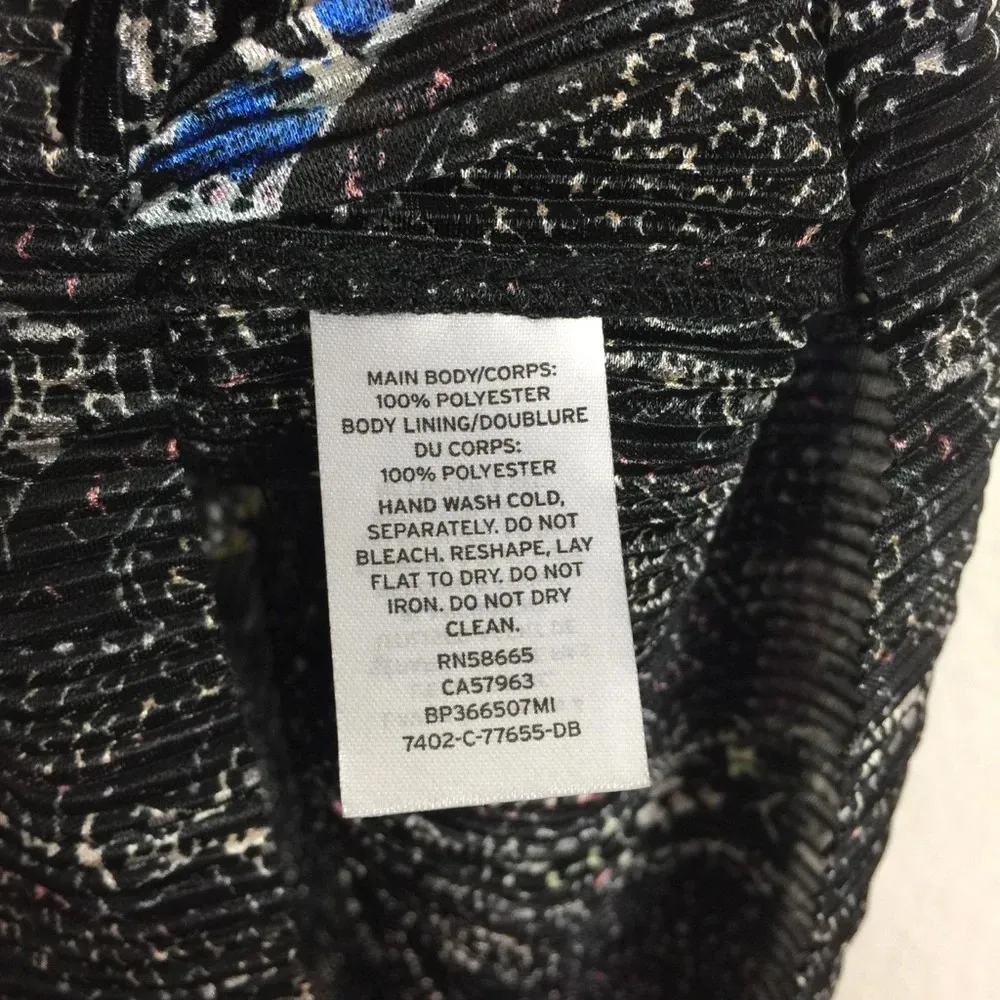 MAIN BODY/CORPS:
100% POLYESTER
BODY LINING/DOUBLURE
DU CORPS:
100% POLYESTER
HAND WASH COLD,
SEPARATELY. DO NOT
BLEACH. RESHAPE, LAY
FLAT TO DRY. DO NOT
IRON. DO NOT DRY
CLEAN.
RN58665
CA57963
BP366507MI
7402-C-77655-DB